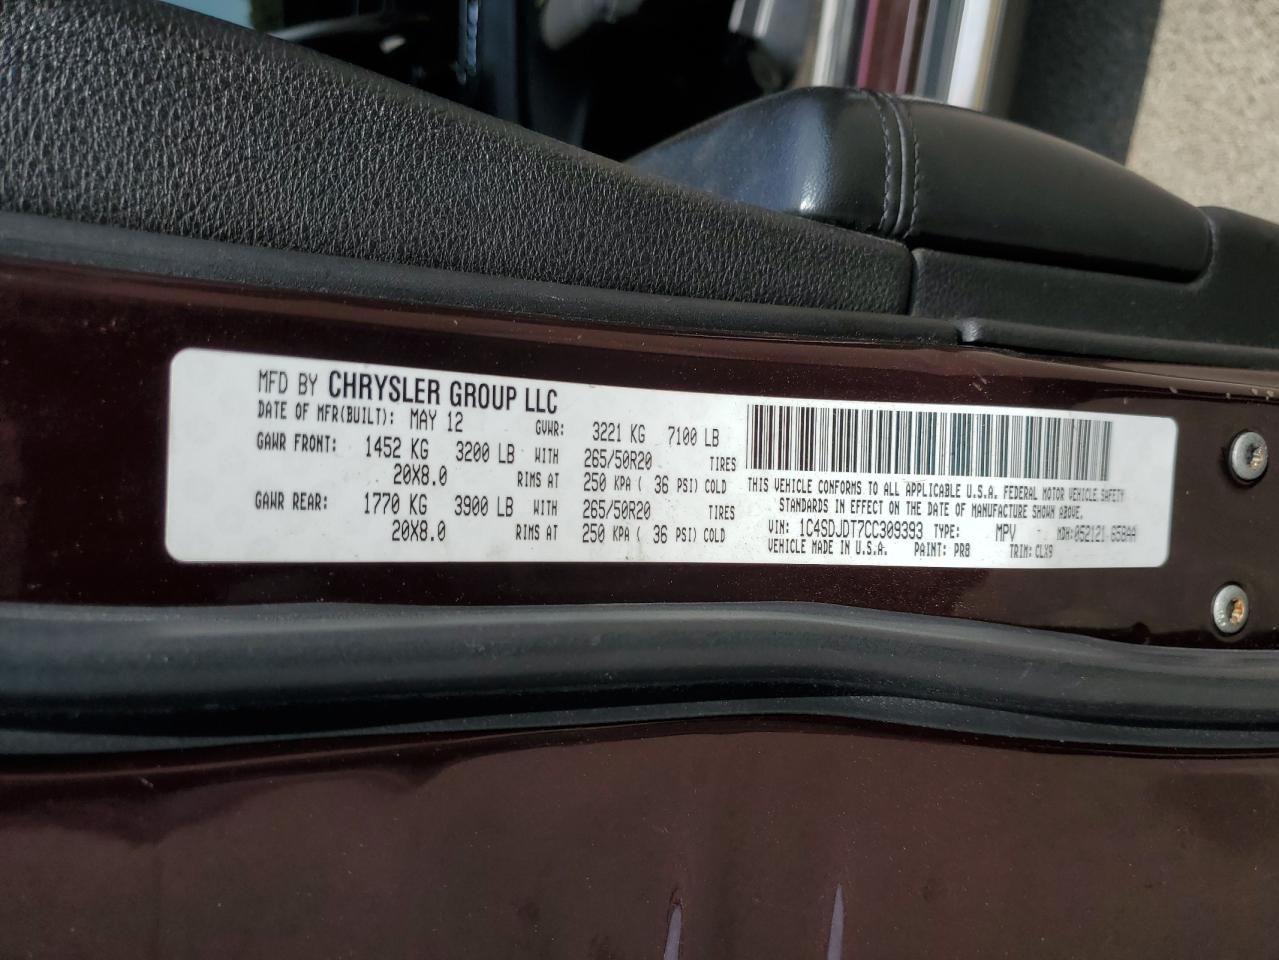 MFD BY CHRYSLER GROUP LLC
DATE OF MFR(BUILT): MAY 12 GVWR: 3221 KG 7100 LB
GAWR FRONT: 1452 KG 3200 LB WITH 265/50R20 TIRES
20X8.0 RIMS AT 250 KPA ( 36 PSI) COLD
GAWR REAR: 1770 KG 3900 LB WITH 265/50R20 TIRES
20X8.0 RIMS AT 250 KPA ( 36 PSI) COLD
THIS VEHICLE CONFORMS TO ALL APPLICABLE U.S.A. FEDERAL MOTOR VEHICLE SAFETY
STANDARDS IN EFFECT ON THE DATE OF MANUFACTURE SHOWN ABOVE.
VIN: 1C4SDJDT7CC309393 TYPE: MPV MDH: 052121
VEHICLE MADE IN U.S.A. PAINT: PRB TRIM: CLX9